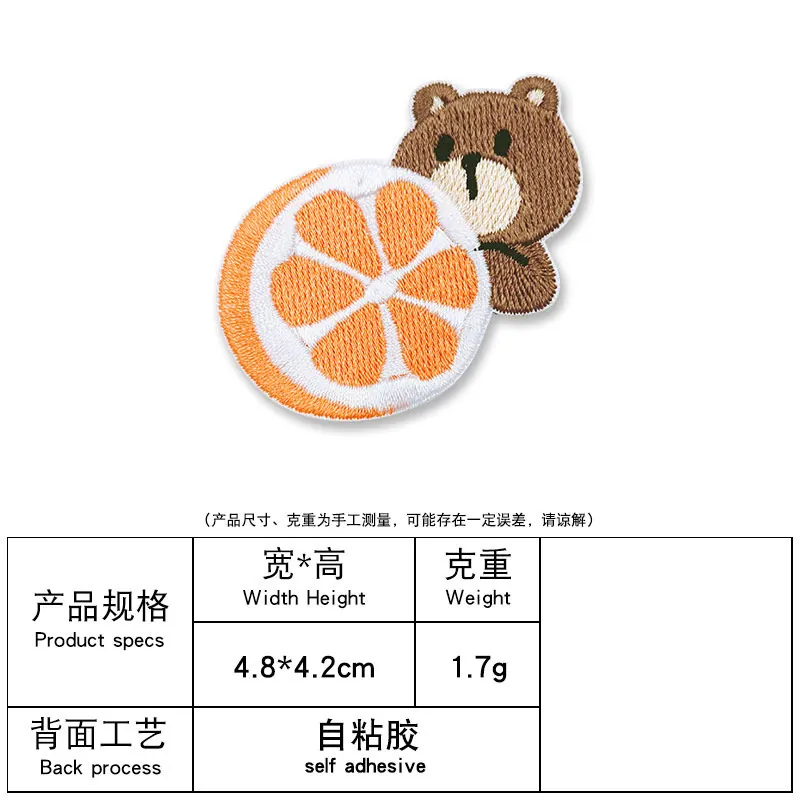 （产品尺寸、克重为手工测量，可能存在一定误差，请谅解）
产品规格
Product specs
宽*高
Width Height
克重
Weight
4.8*4.2cm
1.7g
背面工艺
Back process
自粘胶
self adhesive